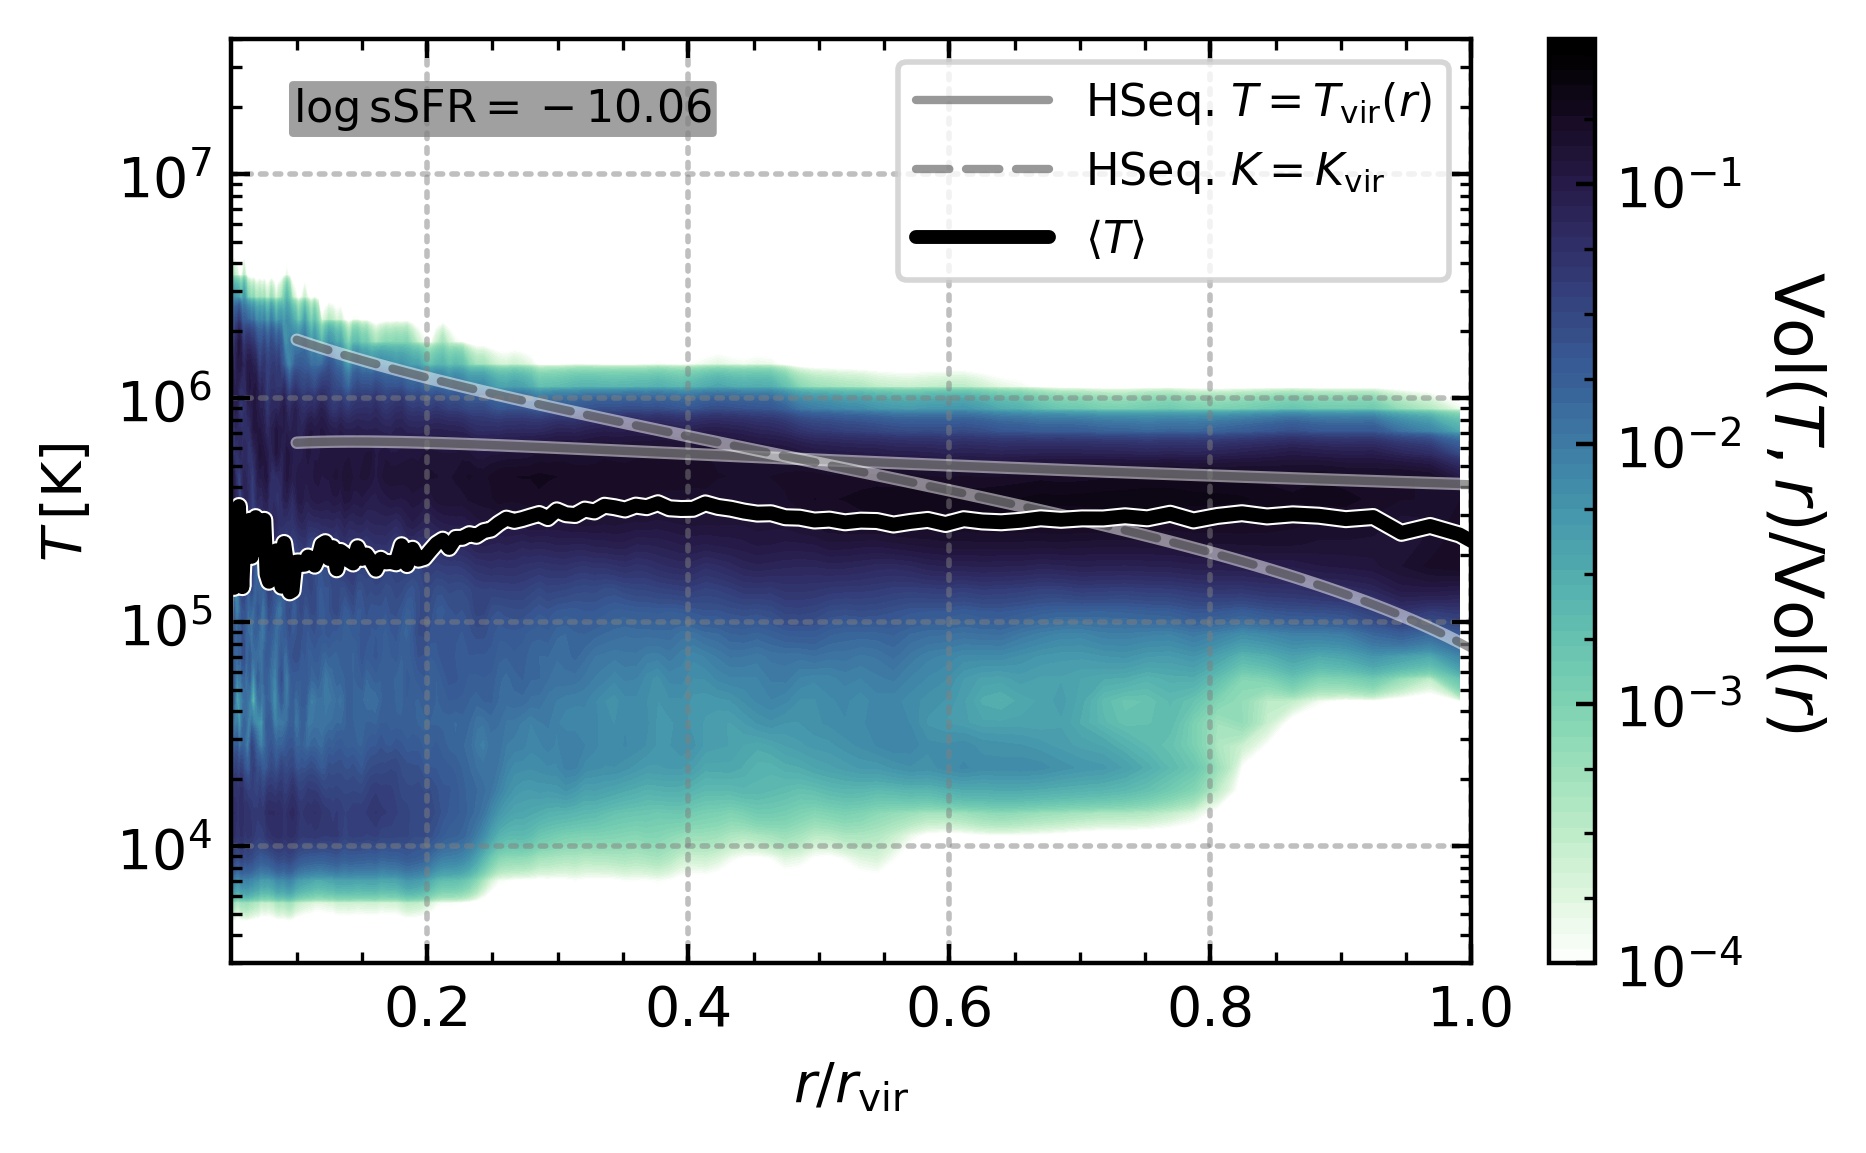 log sSFR = −10.06
HSeq. T = T_vir(r)
HSeq. K = K_vir
⟨T⟩
10^7
10^6
10^5
10^4
T [K]
0.2 0.4 0.6 0.8 1.0
r/r_vir
10^−1
10^−2
10^−3
10^−4
Vol(T, r)/Vol(r)